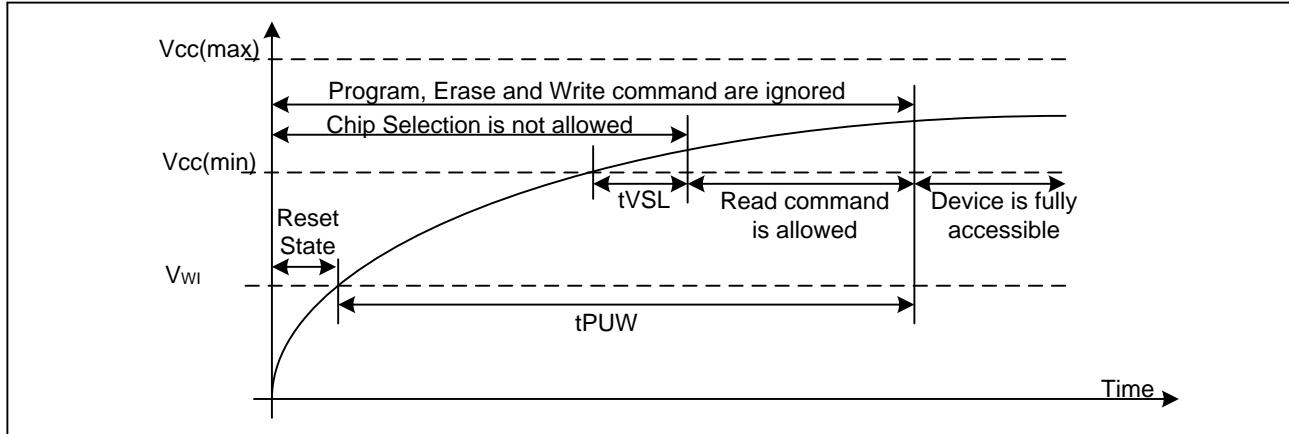 Vcc(max)
Program, Erase and Write command are ignored
Chip Selection is not allowed
Vcc(min)
tVSL
Read command
is allowed
Device is fully
accessible
Reset
State
VWI
tPUW
Time